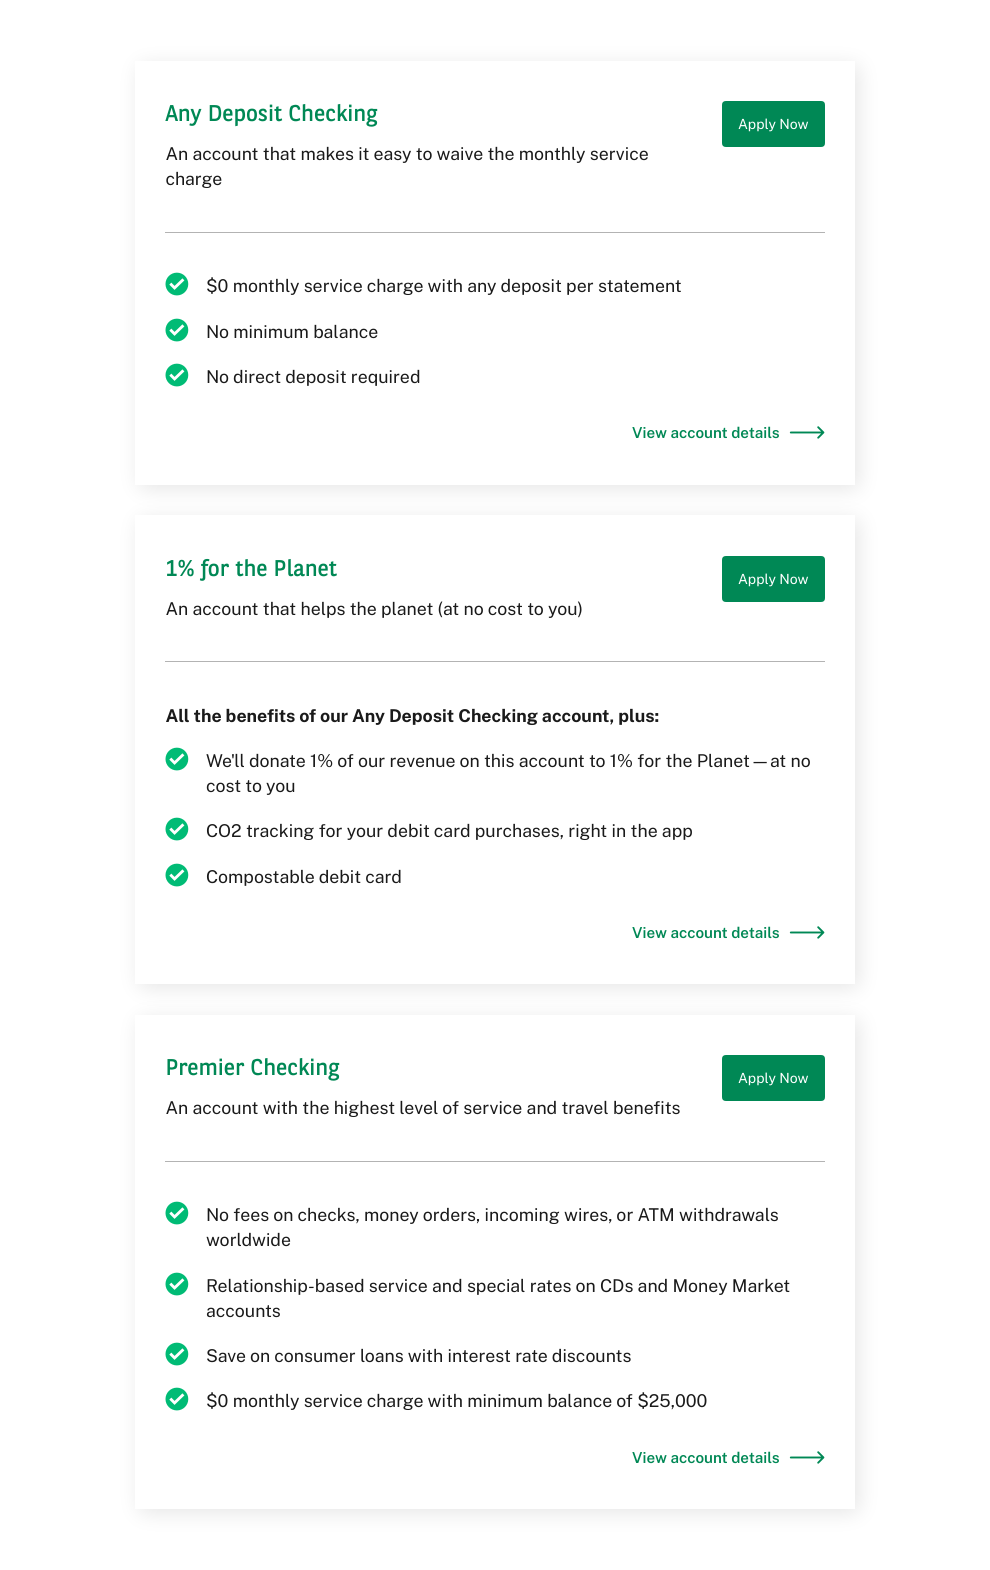 Any Deposit Checking
Apply Now
An account that makes it easy to waive the monthly service
charge
$0 monthly service charge with any deposit per statement
No minimum balance
No direct deposit required
View account details
1% for the Planet
Apply Now
An account that helps the planet (at no cost to you)
All the benefits of our Any Deposit Checking account, plus:
We'll donate 1% of our revenue on this account to 1% for the Planet — at no
cost to you
CO2 tracking for your debit card purchases, right in the app
Compostable debit card
View account details
Premier Checking
Apply Now
An account with the highest level of service and travel benefits
No fees on checks, money orders, incoming wires, or ATM withdrawals
worldwide
Relationship-based service and special rates on CDs and Money Market
accounts
Save on consumer loans with interest rate discounts
$0 monthly service charge with minimum balance of $25,000
View account details